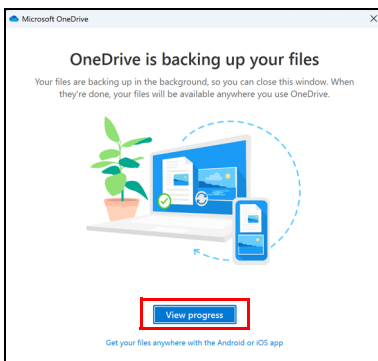 Microsoft OneDrive
OneDrive is backing up your files
Your files are backing up in the background, so you can close this window. When
they're done, your files will be available anywhere you use OneDrive.
View progress
Get your files anywhere with the Android or iOS app